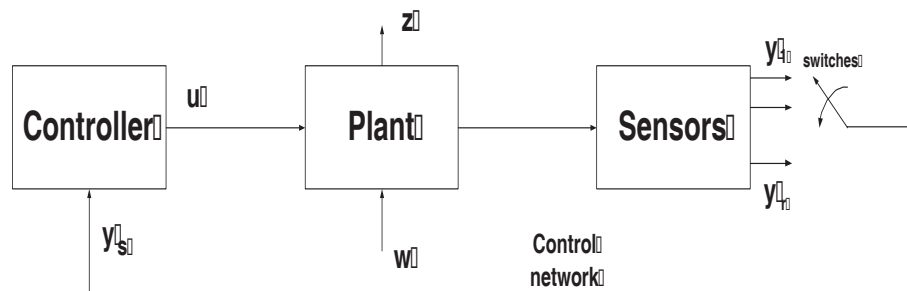 z
y1
switches
u
Controller
Plant
Sensors
yr
ys
w
Control
network